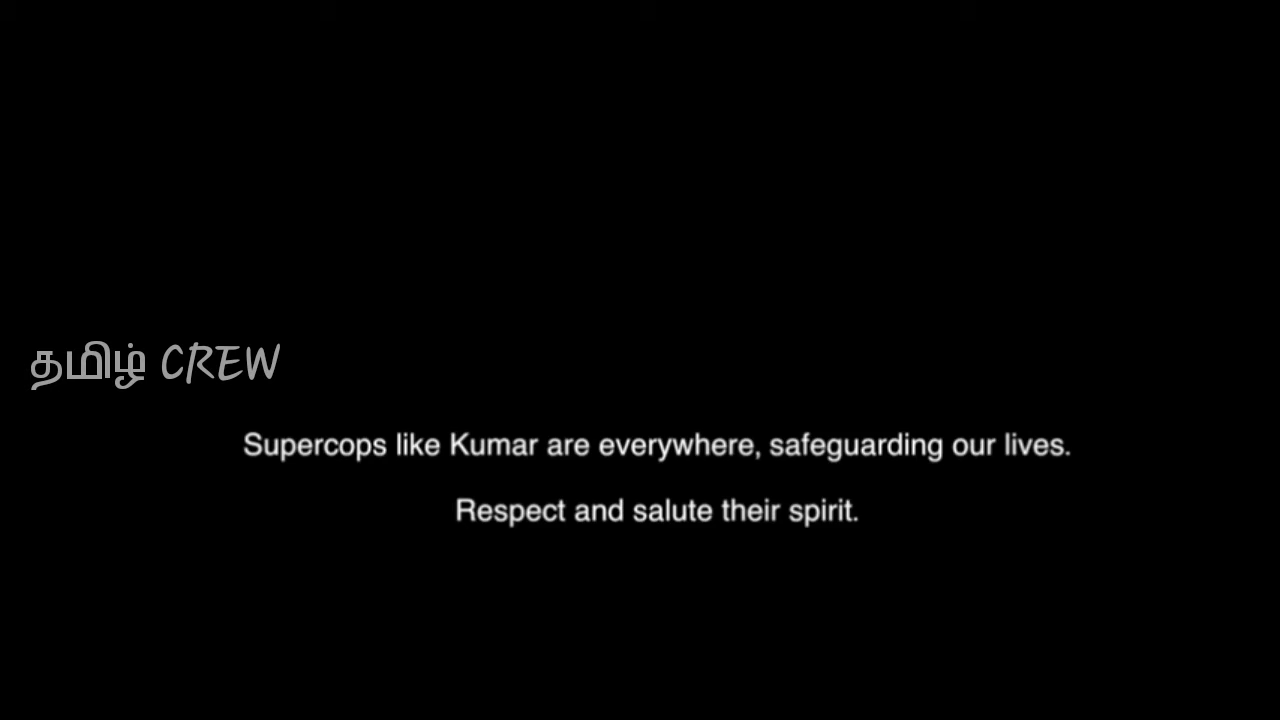 தமிழ் CREW
Supercops like Kumar are everywhere, safeguarding our lives.
Respect and salute their spirit.